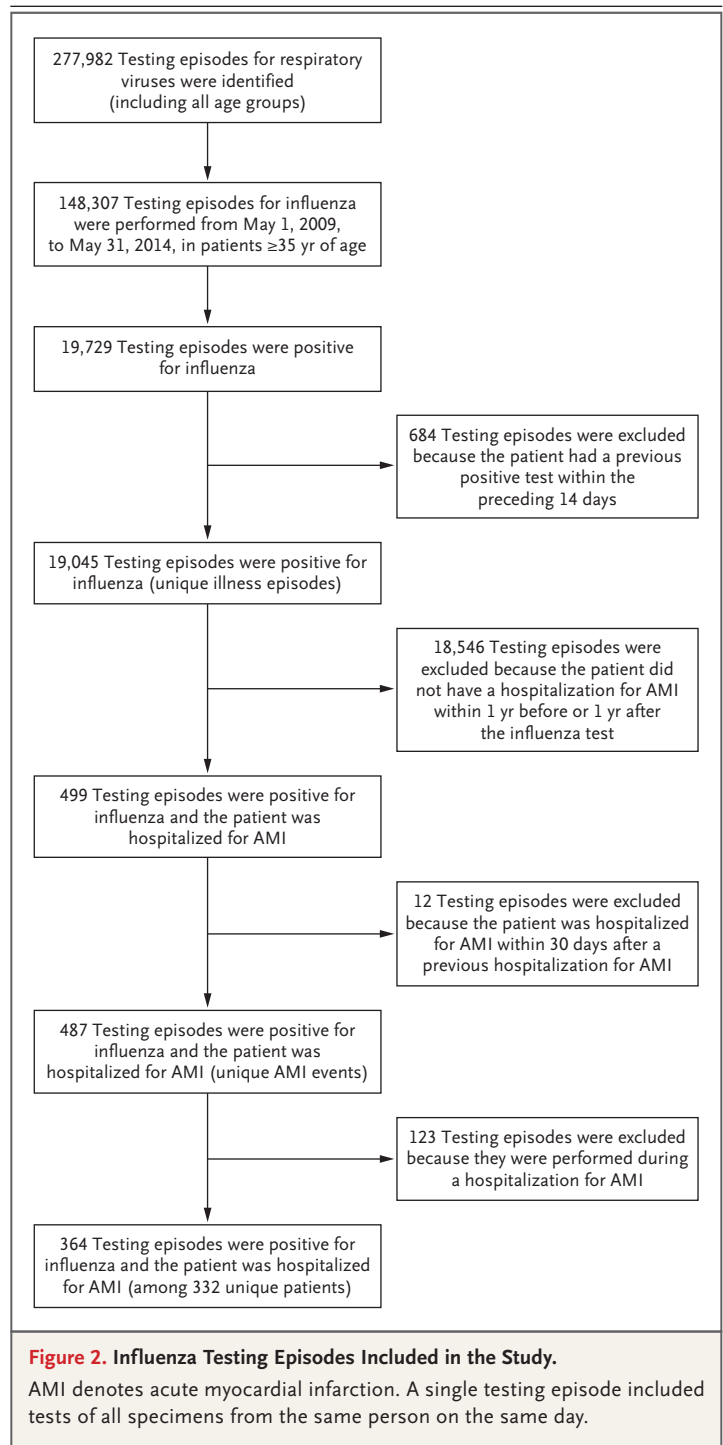 277,982 Testing episodes for respiratory
viruses were identified
(including all age groups)
148,307 Testing episodes for influenza
were performed from May 1, 2009,
to May 31, 2014, in patients ≥35 yr of age
19,729 Testing episodes were positive
for influenza
684 Testing episodes were excluded
because the patient had a previous
positive test within the
preceding 14 days
19,045 Testing episodes were positive for
influenza (unique illness episodes)
18,546 Testing episodes were
excluded because the patient did
not have a hospitalization for AMI
within 1 yr before or 1 yr after
the influenza test
499 Testing episodes were positive for
influenza and the patient was
hospitalized for AMI
12 Testing episodes were excluded
because the patient was hospitalized
for AMI within 30 days after a
previous hospitalization for AMI
487 Testing episodes were positive for
influenza and the patient was
hospitalized for AMI (unique AMI events)
123 Testing episodes were excluded
because they were performed during
a hospitalization for AMI
364 Testing episodes were positive for
influenza and the patient was hospitalized
for AMI (among 332 unique patients)
Figure 2. Influenza Testing Episodes Included in the Study.
AMI denotes acute myocardial infarction. A single testing episode included
tests of all specimens from the same person on the same day.